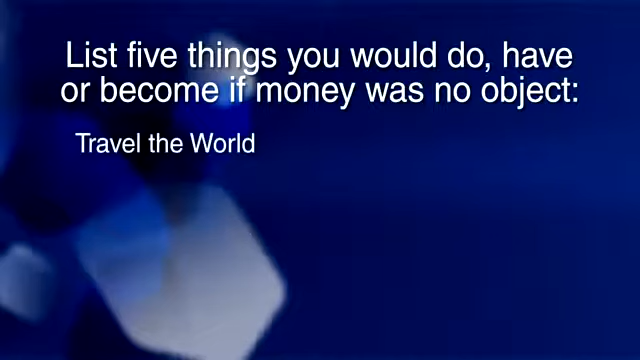 List five things you would do, have
or become if money was no object:
Travel the World